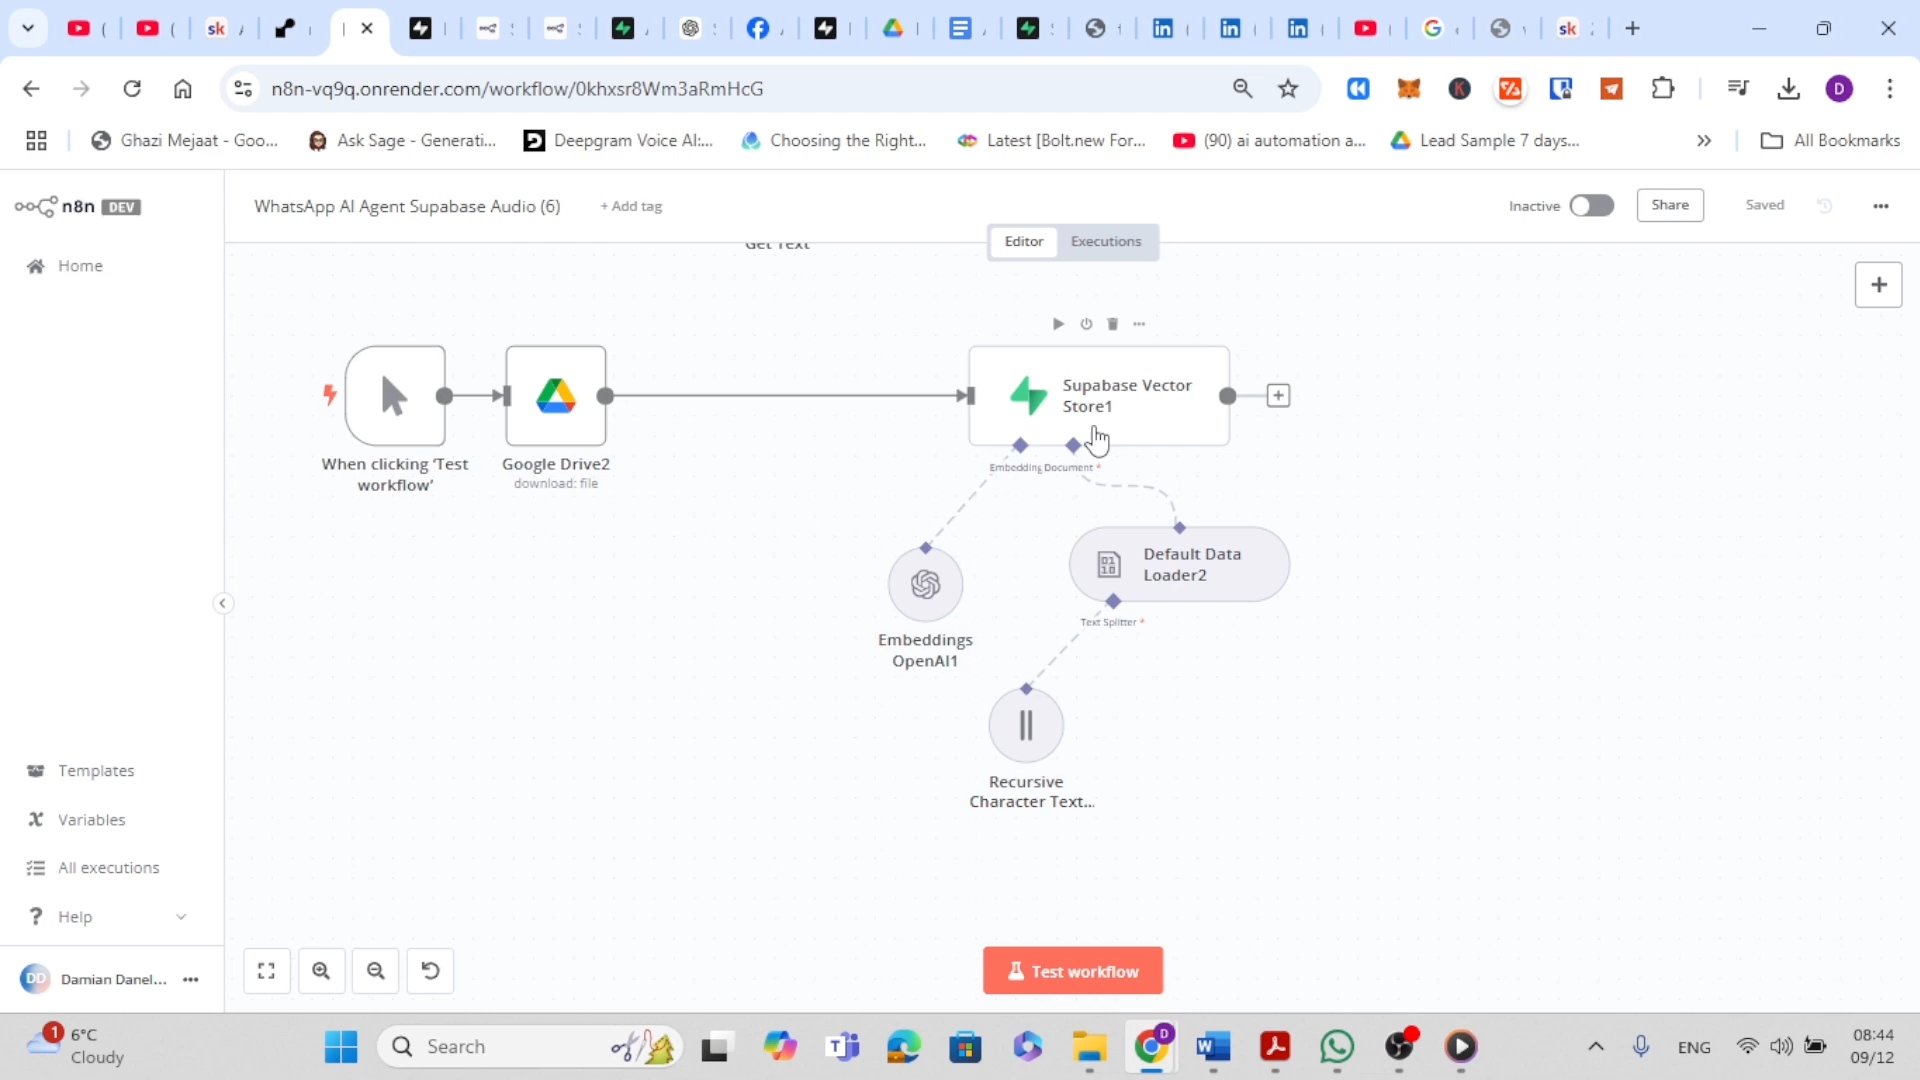 n8n-vq9q.onrender.com/workflow/0khxsr8Wm3aRmHcG
D
Ghazi Mejaat - Goo...
Ask Sage - Generati...
Deepgram Voice AI:...
Choosing the Right...
Latest [Bolt.new For...
(90) ai automation a...
Lead Sample 7 days...
All Bookmarks
n8n DEV
WhatsApp AI Agent Supabase Audio (6)
+ Add tag
Inactive
Share
Saved
Home
Get Text
Editor
Executions
Supabase Vector
Store1
When clicking ‘Test
workflow’
Google Drive2
download: file
Embedding
Document *
Default Data
Loader2
Text Splitter *
Embeddings
OpenAI1
Recursive
Character Text...
Templates
Variables
All executions
Help
DD
Damian Danel...
Test workflow
1
6°C
Cloudy
Search
ENG
08:44
09/12